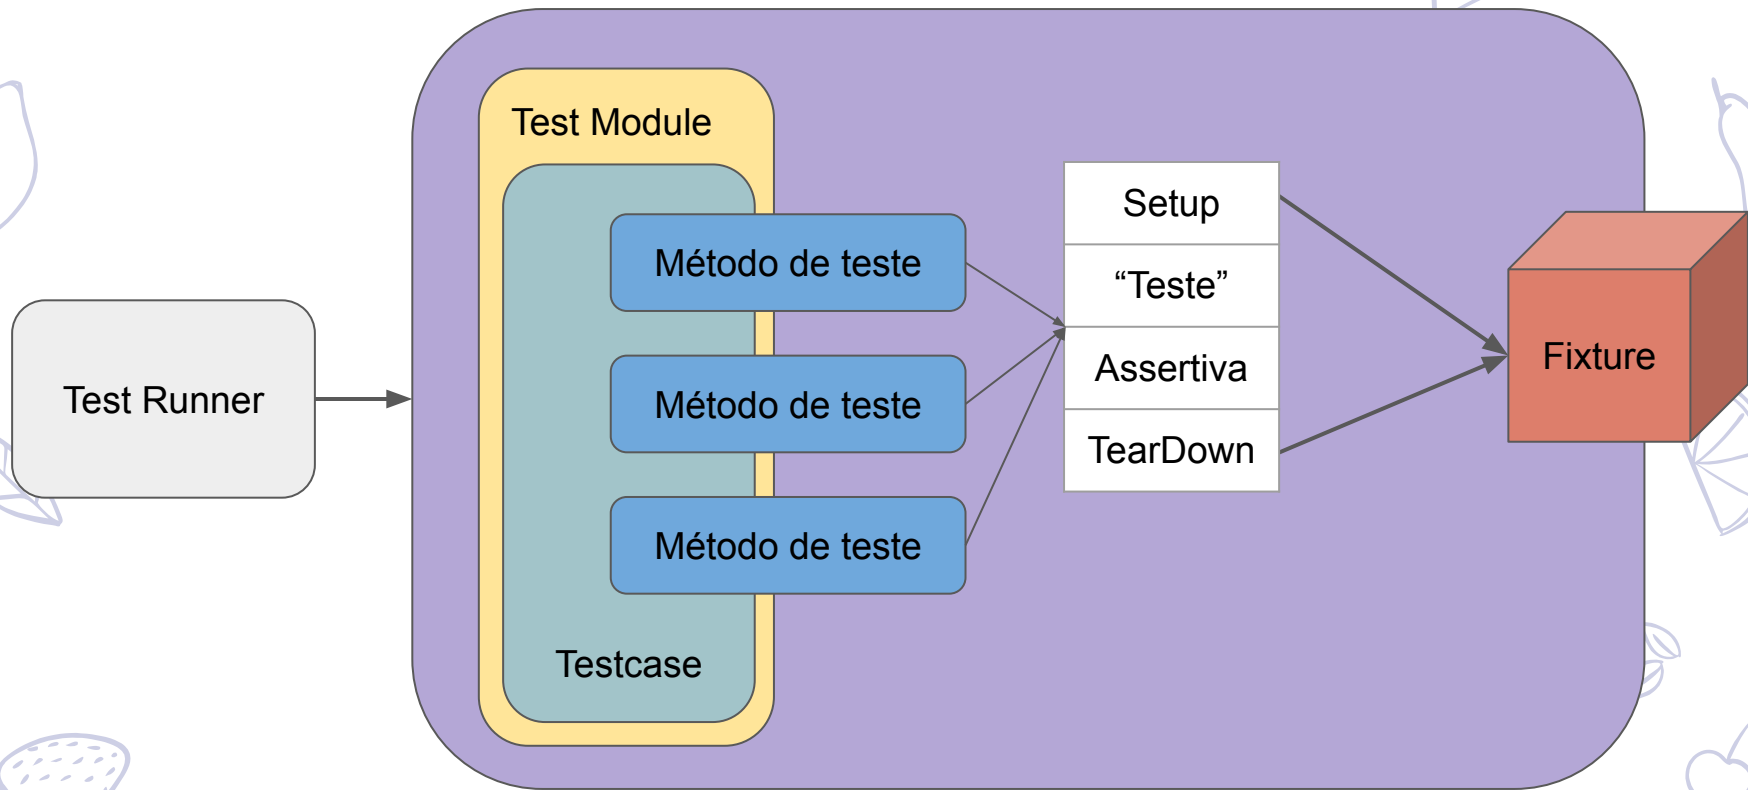 Test Runner
Test Module
Método de teste
Método de teste
Método de teste
Testcase
Setup
“Teste”
Assertiva
TearDown
Fixture